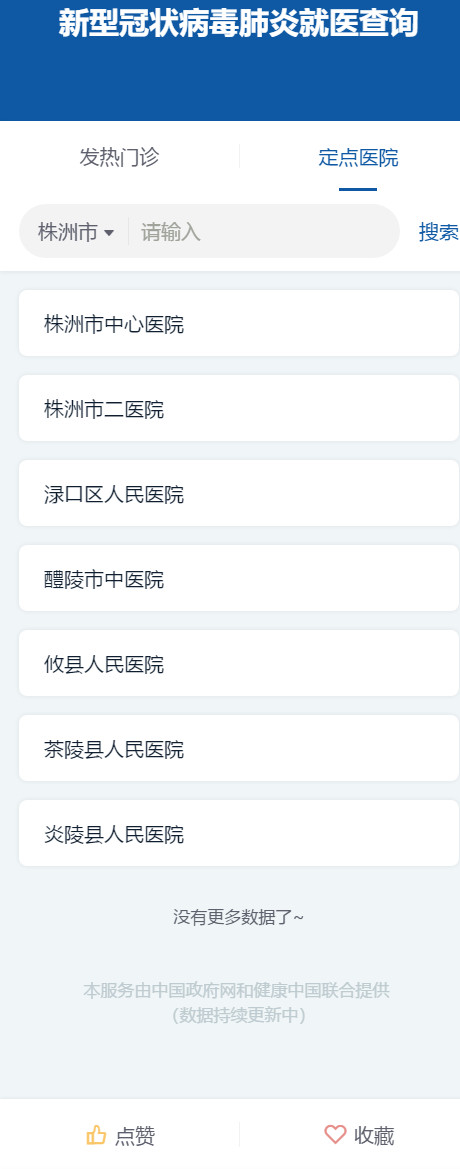 新型冠状病毒肺炎就医查询
发热门诊
定点医院
株洲市 请输入 搜索
株洲市中心医院
株洲市二医院
渌口区人民医院
醴陵市中医院
攸县人民医院
茶陵县人民医院
炎陵县人民医院
没有更多数据了~
本服务由中国政府网和健康中国联合提供
（数据持续更新中）
点赞
收藏